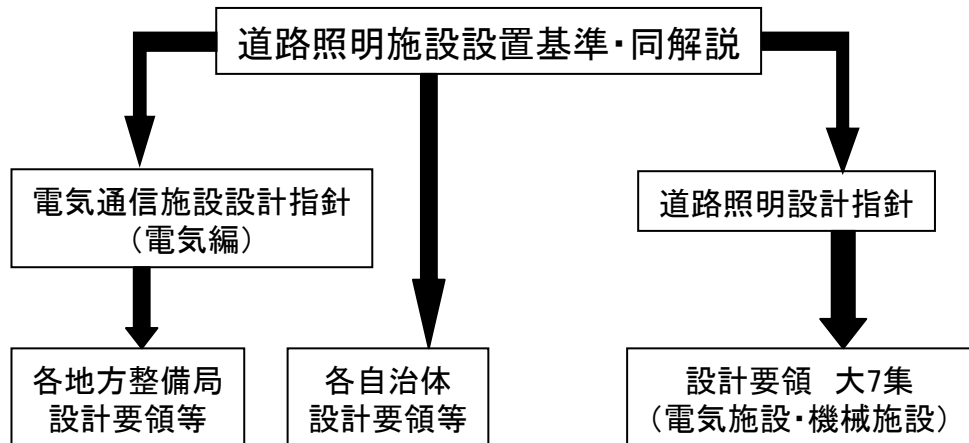 道路照明施設設置基準・同解説
電気通信施設設計指針
（電気編）
道路照明設計指針
各地方整備局
設計要領等
各自治体
設計要領等
設計要領　大7集
（電気施設・機械施設）